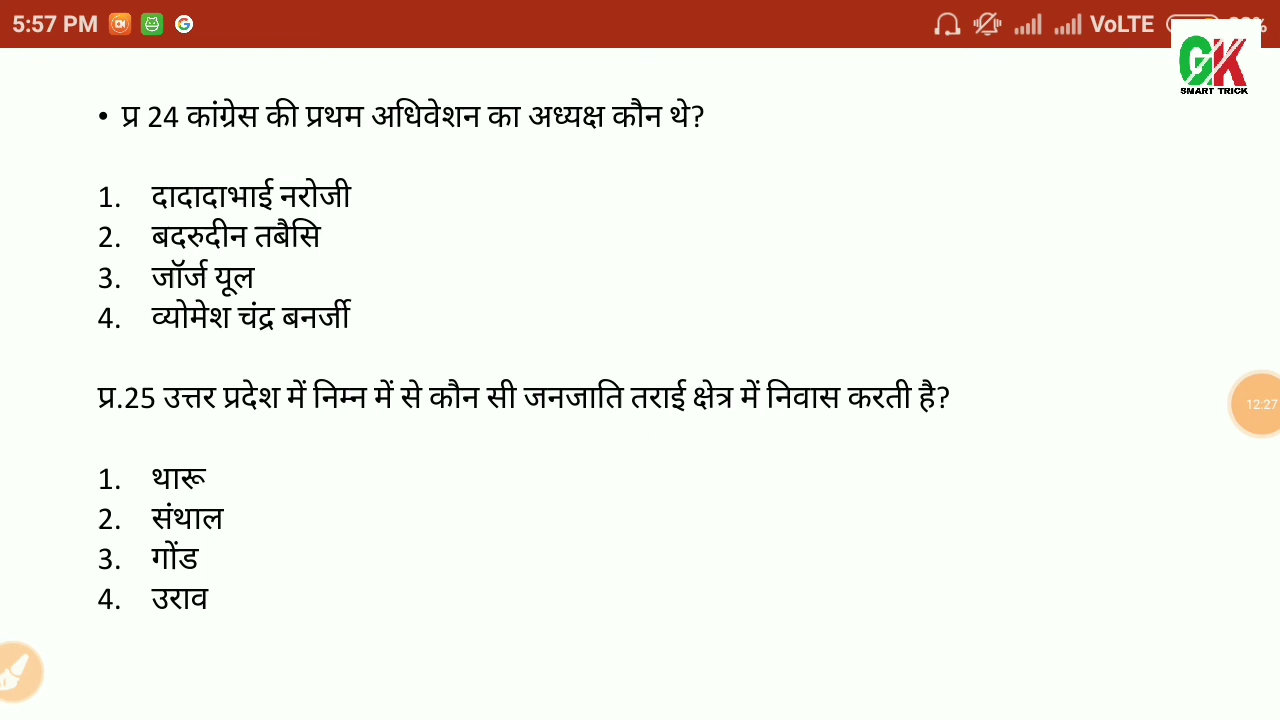 5:57 PM
VoLTE
GK
SMART TRICK
• प्र 24 कांग्रेस की प्रथम अधिवेशन का अध्यक्ष कौन थे?
1. दादादाभाई नरोजी
2. बदरुदीन तबैसि
3. जॉर्ज यूल
4. व्योमेश चंद्र बनर्जी
प्र.25 उत्तर प्रदेश में निम्न में से कौन सी जनजाति तराई क्षेत्र में निवास करती है?
12:27
1. थारू
2. संथाल
3. गोंड
4. उराव